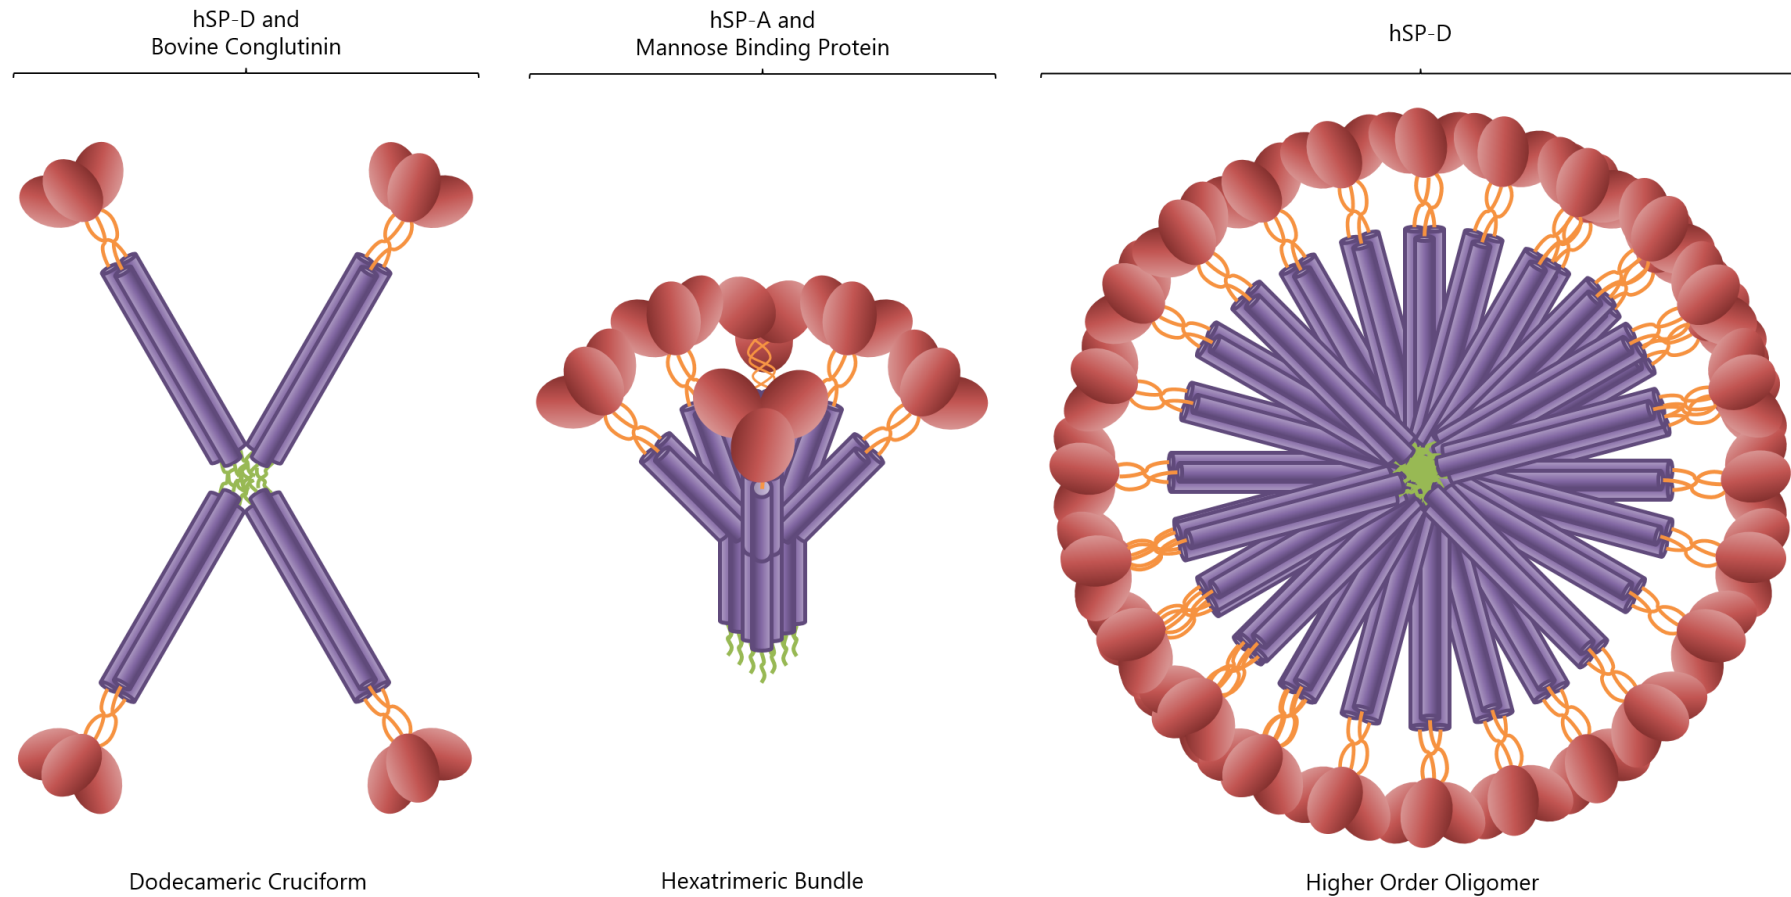 hSP-D and
Bovine Conglutinin
hSP-A and
Mannose Binding Protein
hSP-D
Dodecameric Cruciform
Hexatrimeric Bundle
Higher Order Oligomer